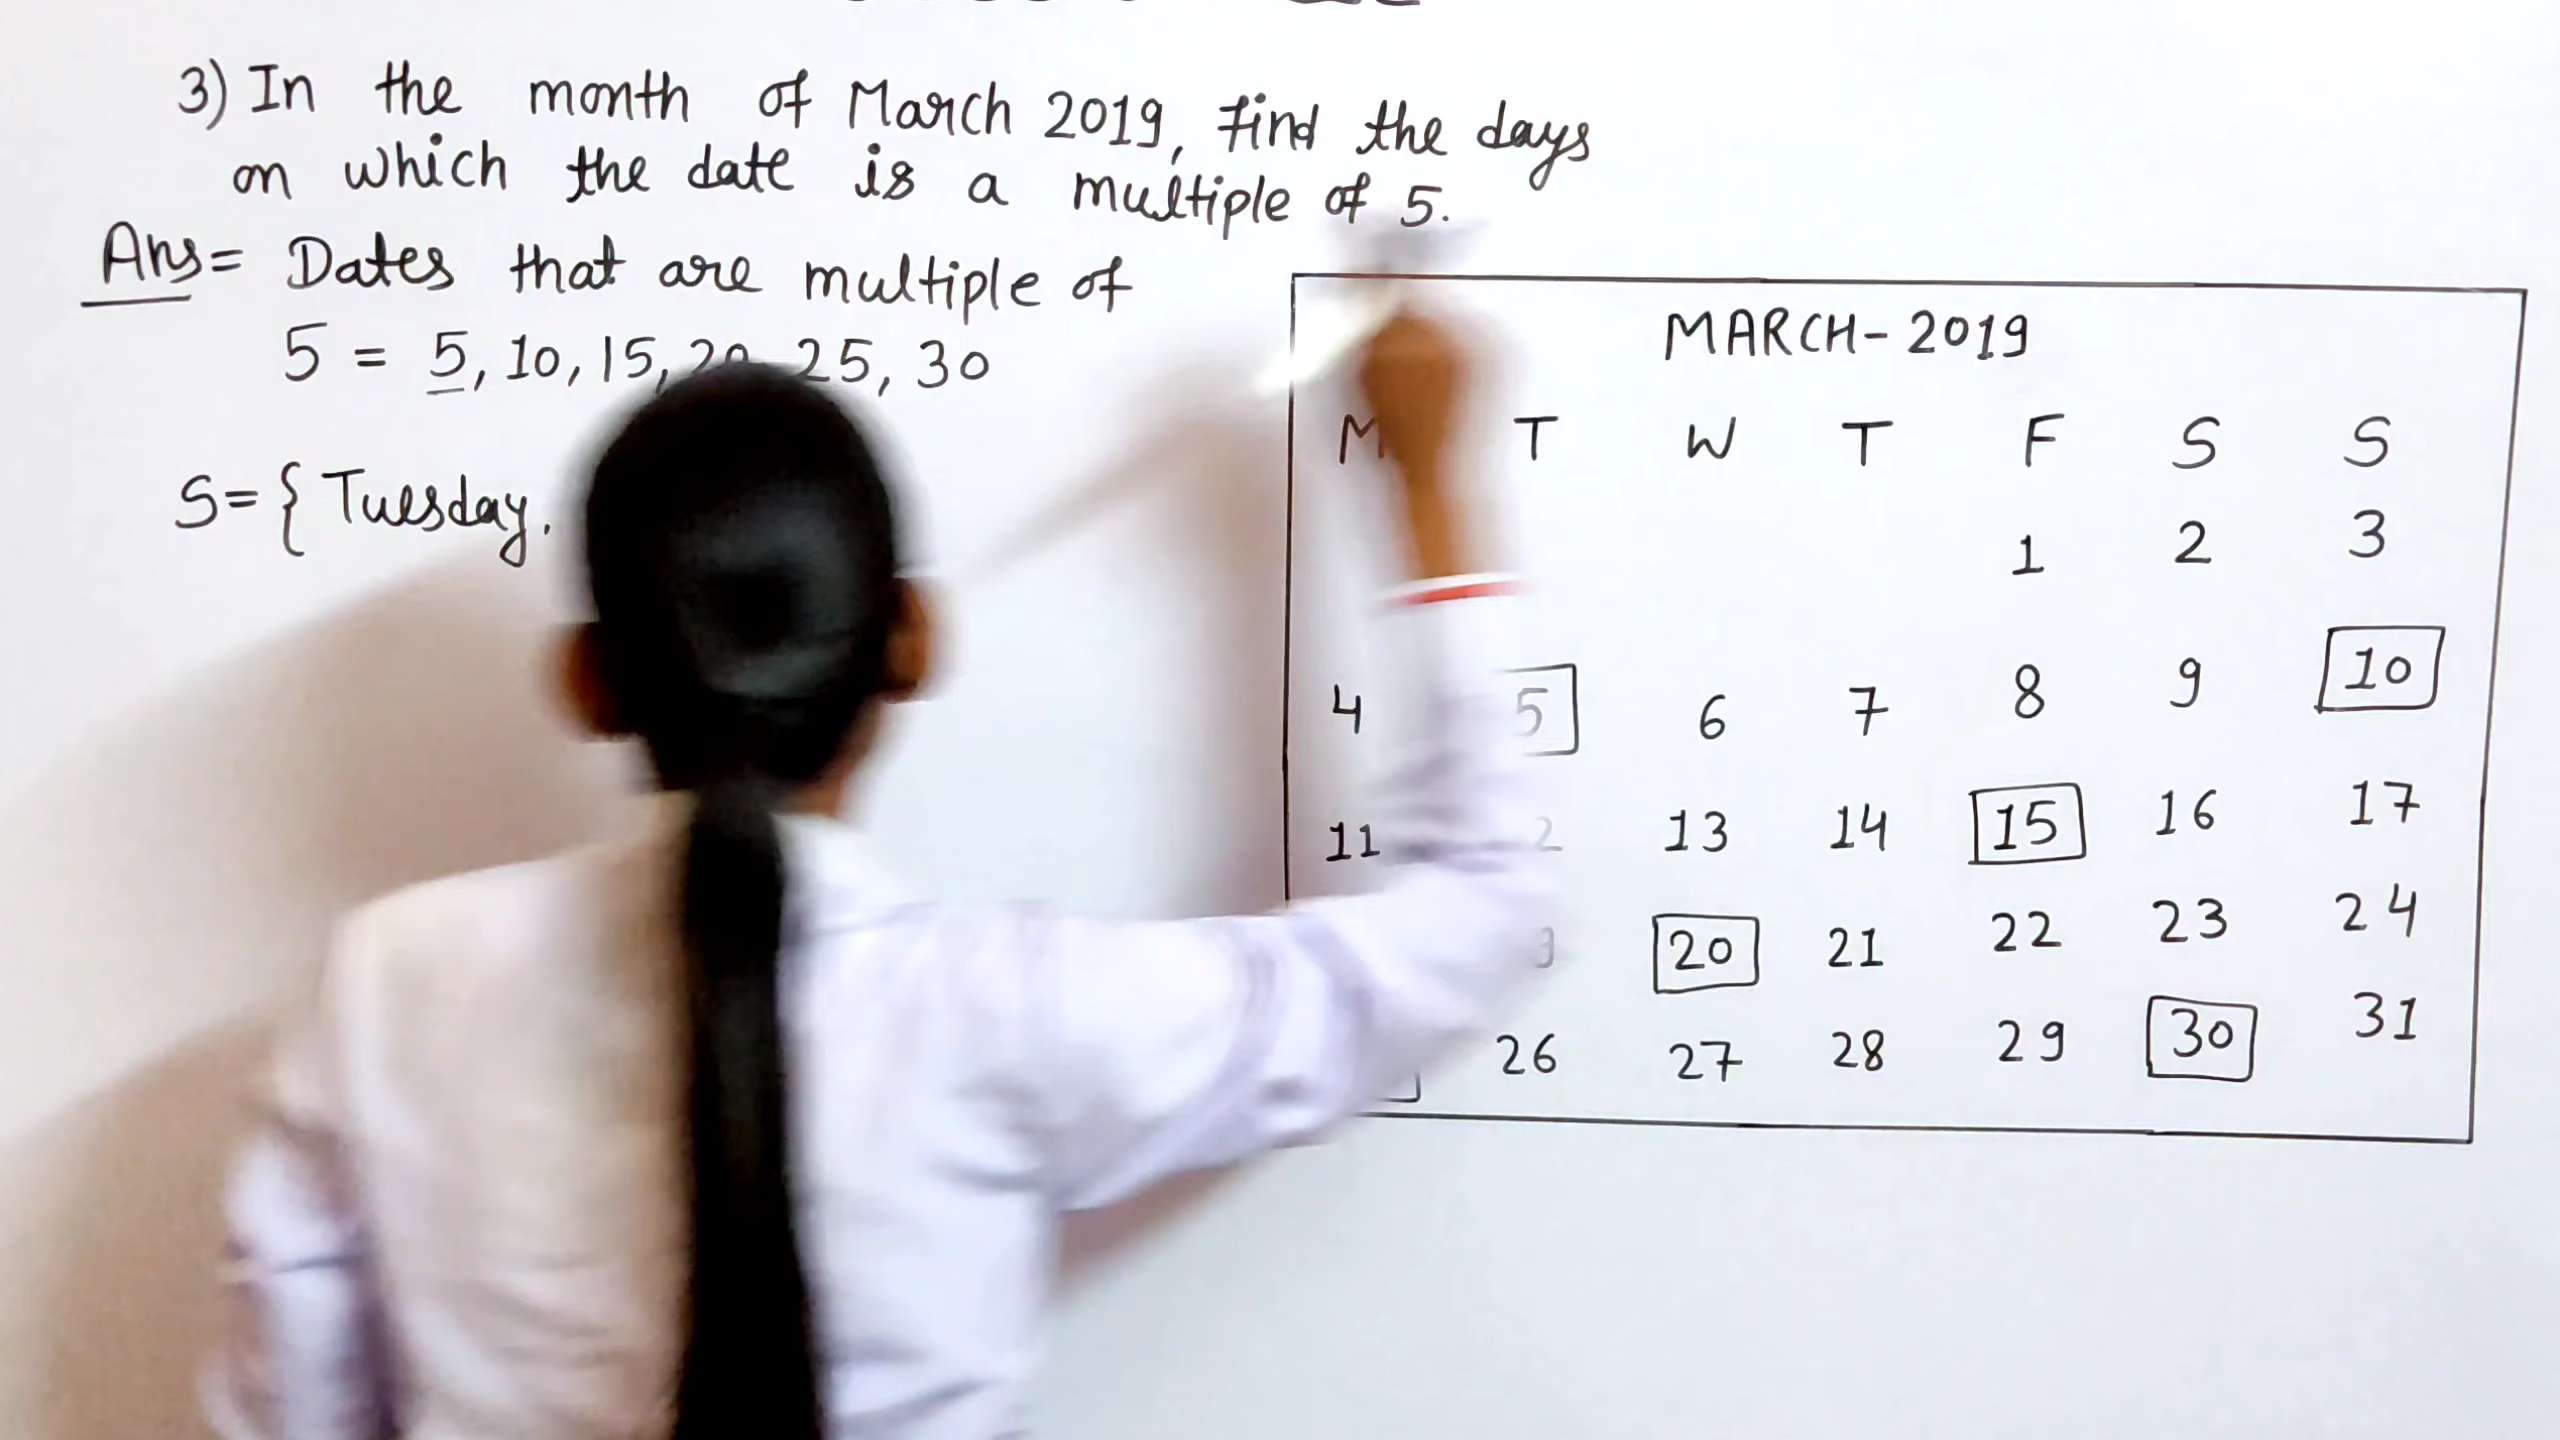 3) In the month of March 2019, find the days
on which the date is a multiple of 5.
Ans = Dates that are multiple of
5 = 5, 10, 15, 20, 25, 30
S = { Tuesday,
MARCH - 2019
M T W T F S S
1 2 3
4 5 6 7 8 9 10
11 13 14 15 16 17
20 21 22 23 24
26 27 28 29 30 31